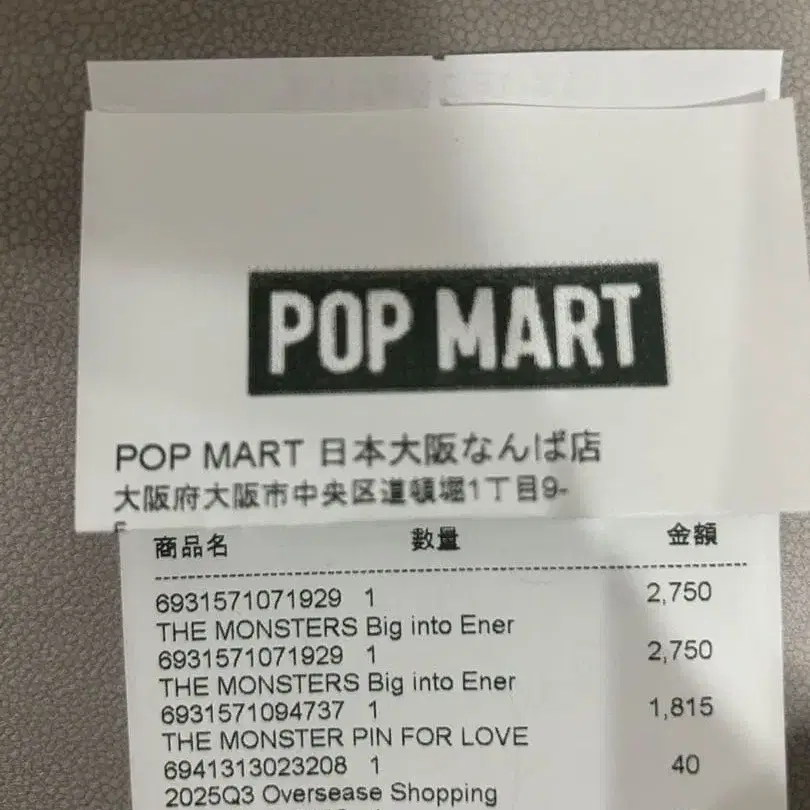 POP MART
POP MART 日本大阪なんば店
大阪府大阪市中央区道頓堀1丁目9-
商品名 数量 金額
6931571071929 1 2,750
THE MONSTERS Big into Ener
6931571071929 1 2,750
THE MONSTERS Big into Ener
6931571094737 1 1,815
THE MONSTER PIN FOR LOVE
6941313023208 1 40
2025Q3 Oversease Shopping